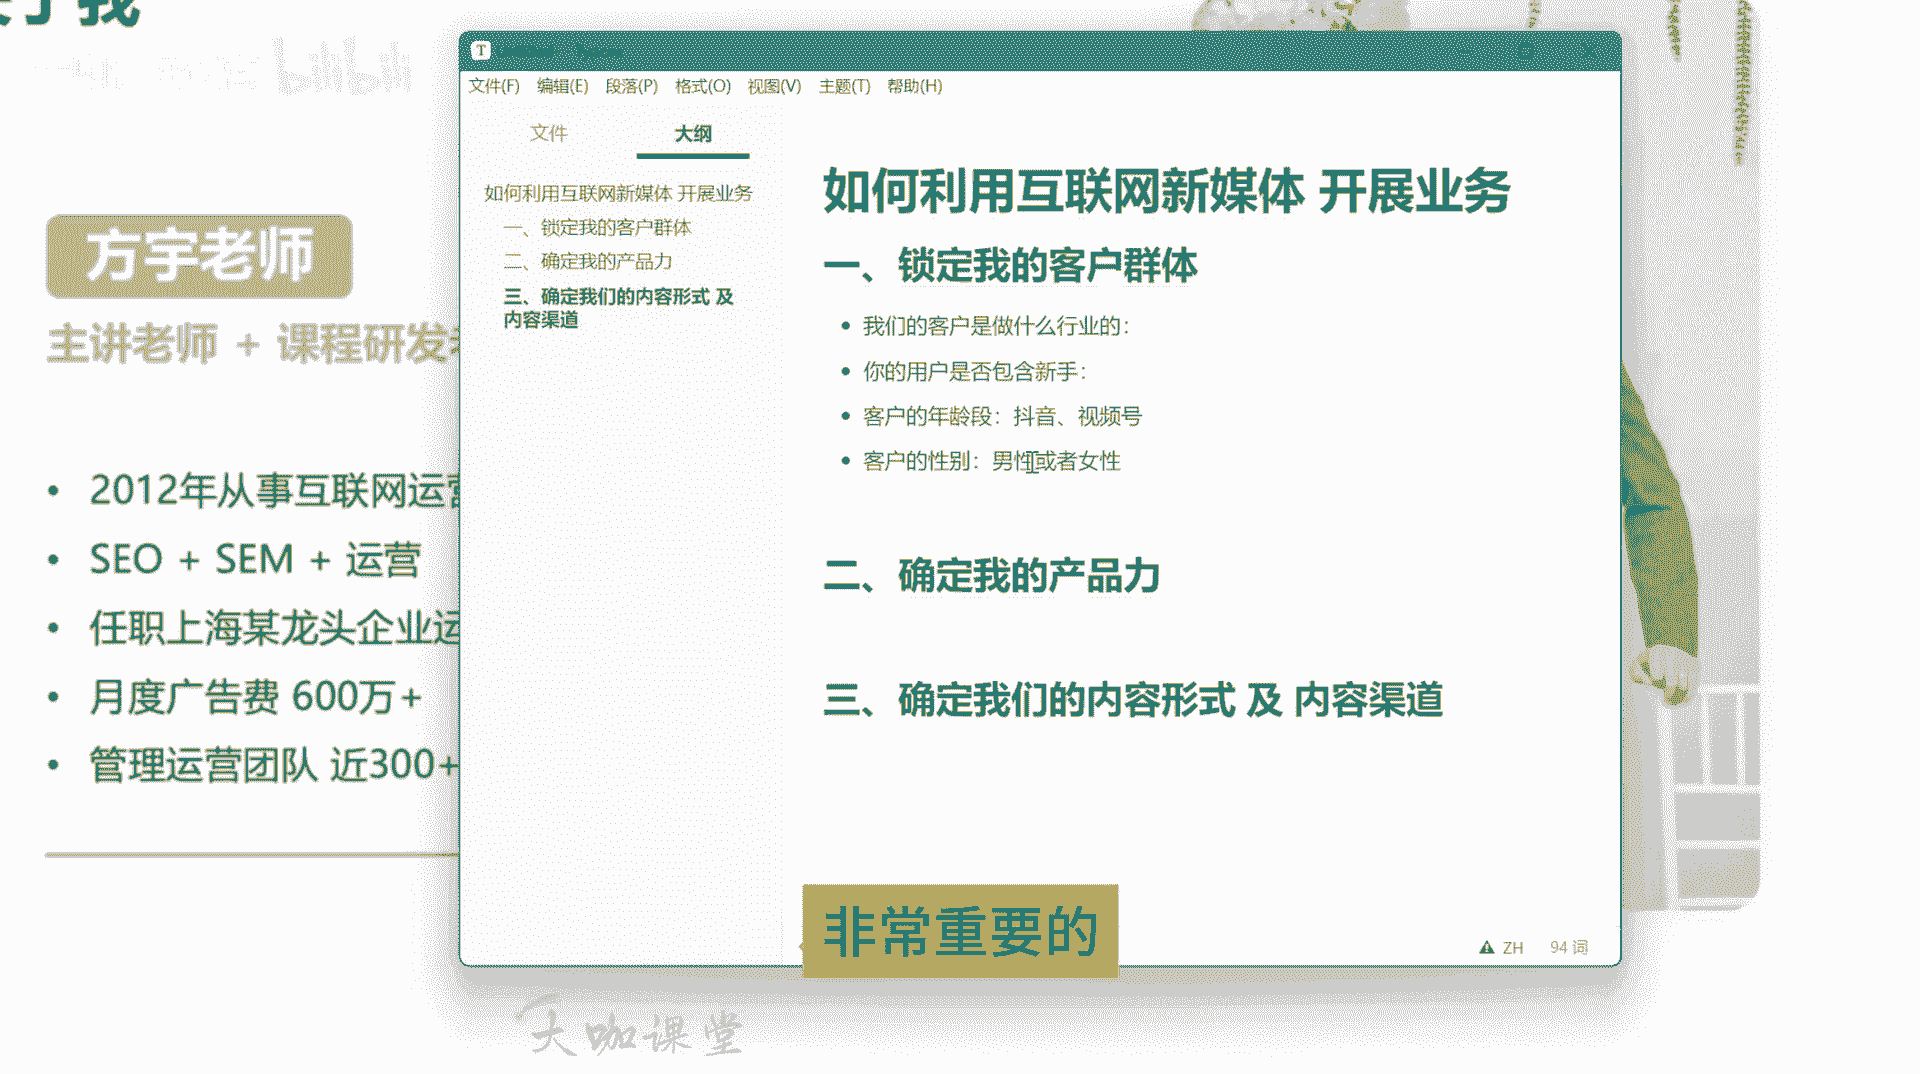 bilibili
方宇老师
主讲老师 + 课程研发
• 2012年从事互联网运营
• SEO + SEM + 运营
• 任职上海某龙头企业运
• 月度广告费 600万+
• 管理运营团队 近300+
T
文件(F) 编辑(E) 段落(P) 格式(O) 视图(V) 主题(T) 帮助(H)
文件 大纲
如何利用互联网新媒体 开展业务
一、锁定我的客户群体
二、确定我的产品力
三、确定我们的内容形式 及
内容渠道
如何利用互联网新媒体 开展业务
一、锁定我的客户群体
• 我们的客户是做什么行业的：
• 你的用户是否包含新手：
• 客户的年龄段：抖音、视频号
• 客户的性别：男性或者女性
二、确定我的产品力
三、确定我们的内容形式 及 内容渠道
非常重要的
ZH 94 词
大咖课堂